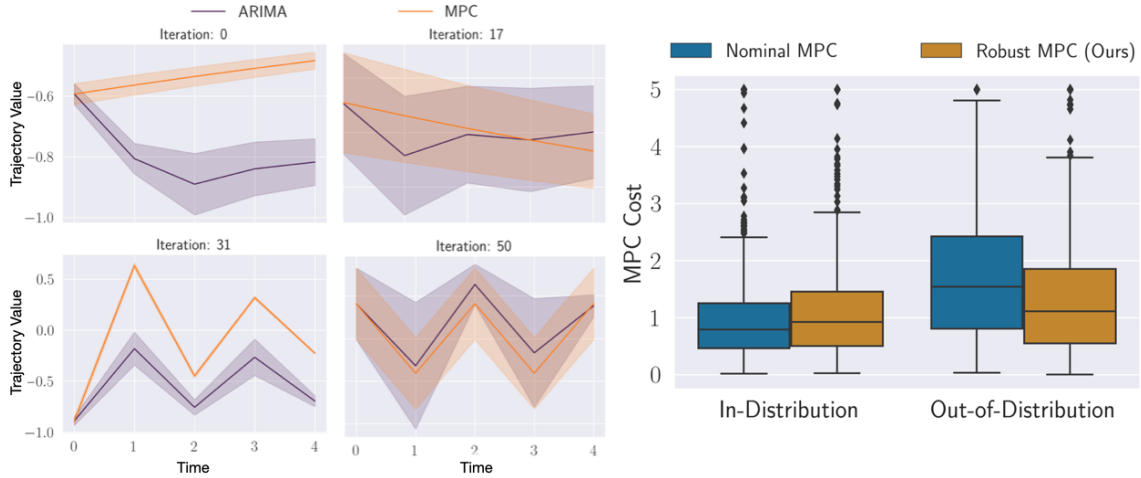 ARIMA MPC
Iteration: 0 Iteration: 17
Trajectory Value
−0.6
−0.8
−1.0
Iteration: 31 Iteration: 50
Trajectory Value
0.5
0.0
−0.5
−1.0
0 1 2 3 4 0 1 2 3 4
Time Time
Nominal MPC Robust MPC (Ours)
MPC Cost
5
4
3
2
1
0
In-Distribution Out-of-Distribution